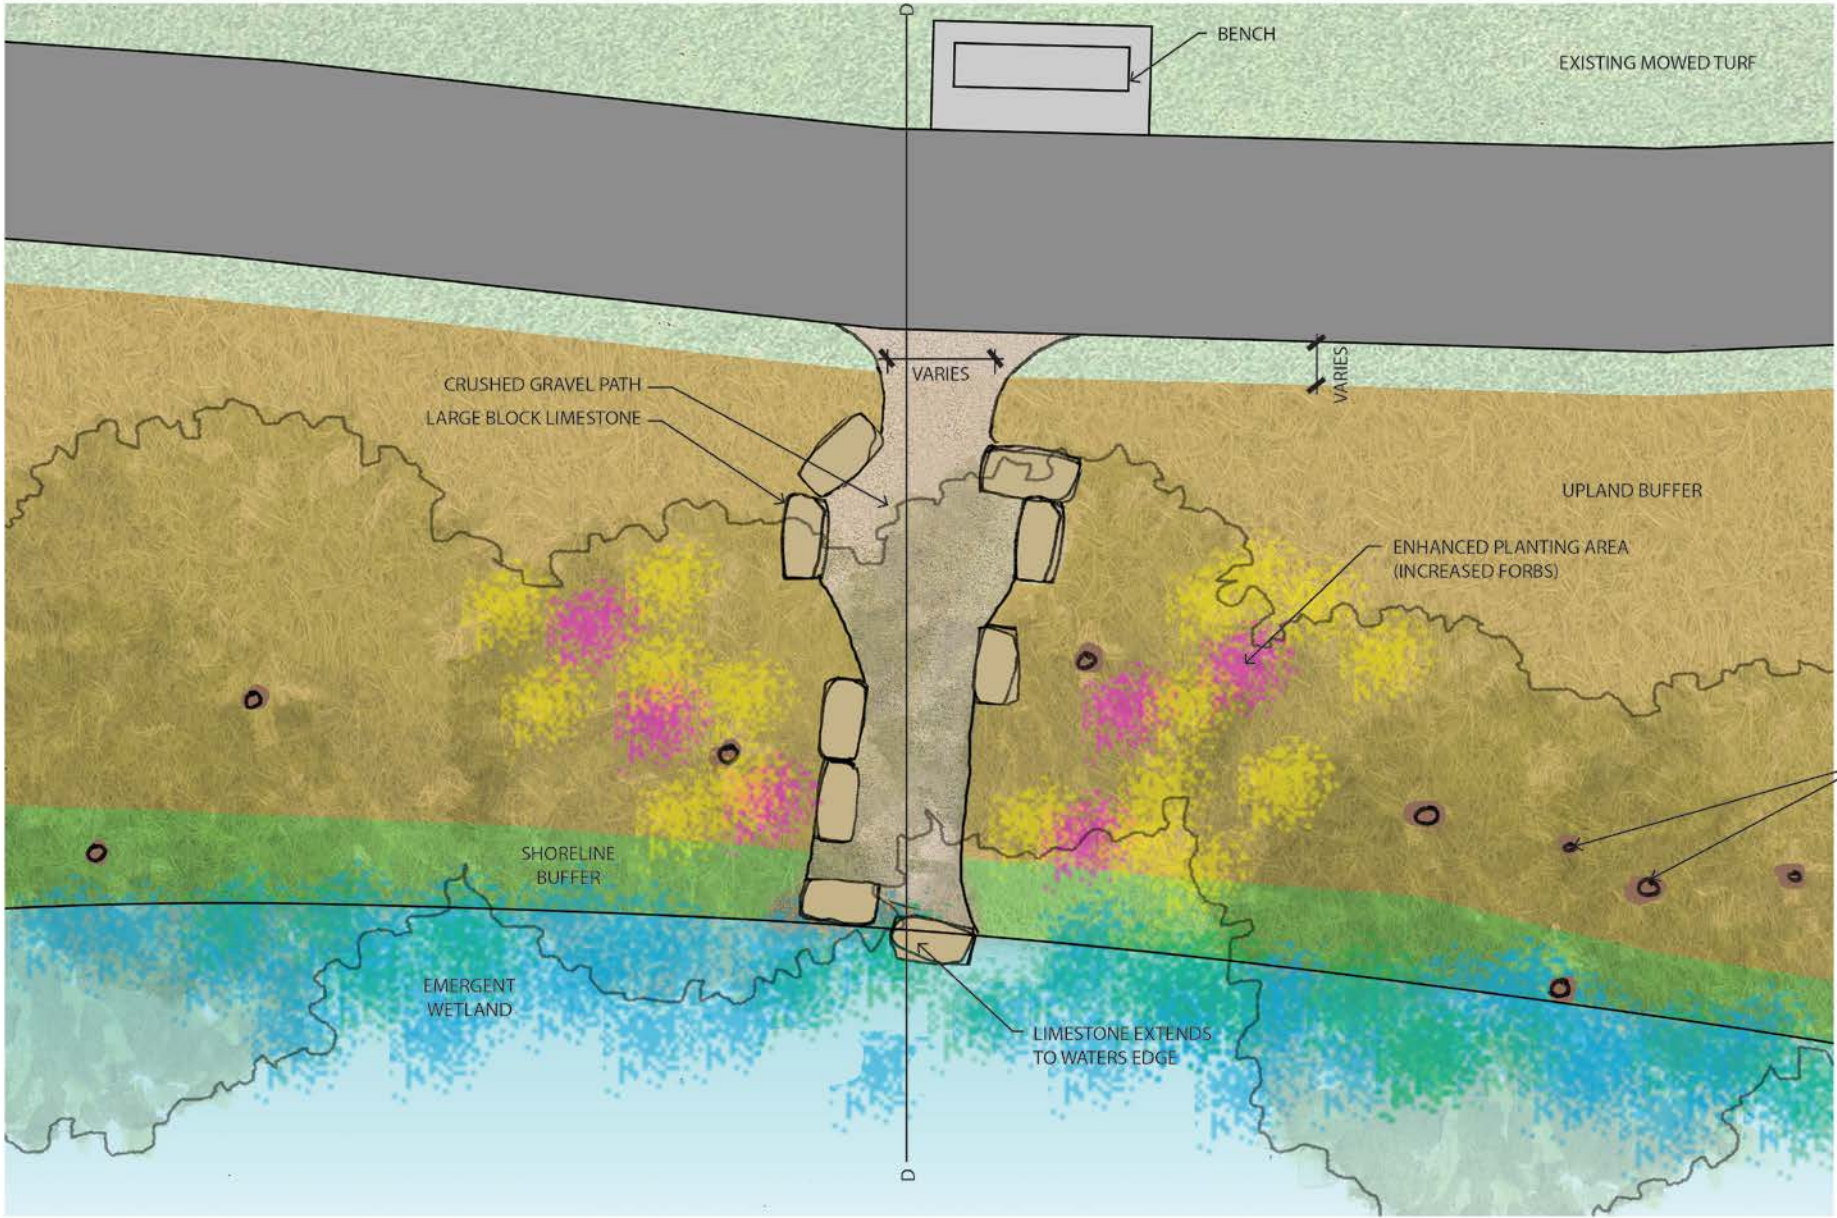 D
BENCH
EXISTING MOWED TURF
VARIES
VARIES
CRUSHED GRAVEL PATH
LARGE BLOCK LIMESTONE
UPLAND BUFFER
ENHANCED PLANTING AREA
(INCREASED FORBS)
SHORELINE
BUFFER
EMERGENT
WETLAND
LIMESTONE EXTENDS
TO WATERS EDGE
D